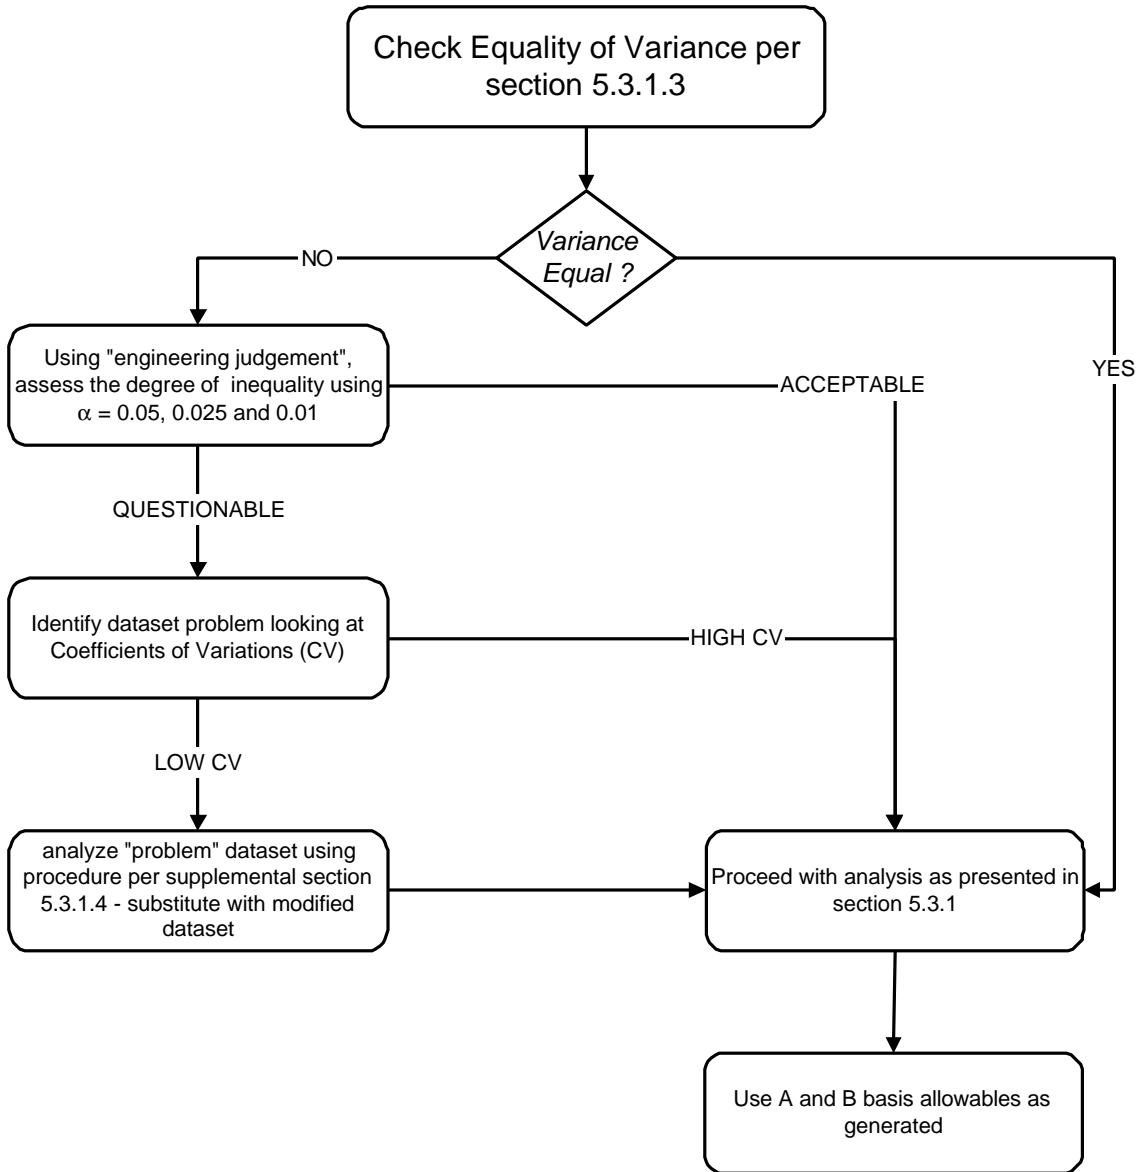 Check Equality of Variance per
section 5.3.1.3
Variance
Equal ?
NO
YES
Using "engineering judgement",
assess the degree of  inequality using
α = 0.05, 0.025 and 0.01
ACCEPTABLE
QUESTIONABLE
Identify dataset problem looking at
Coefficients of Variations (CV)
HIGH CV
LOW CV
analyze "problem" dataset using
procedure per supplemental section
5.3.1.4 - substitute with modified
dataset
Proceed with analysis as presented in
section 5.3.1
Use A and B basis allowables as
generated